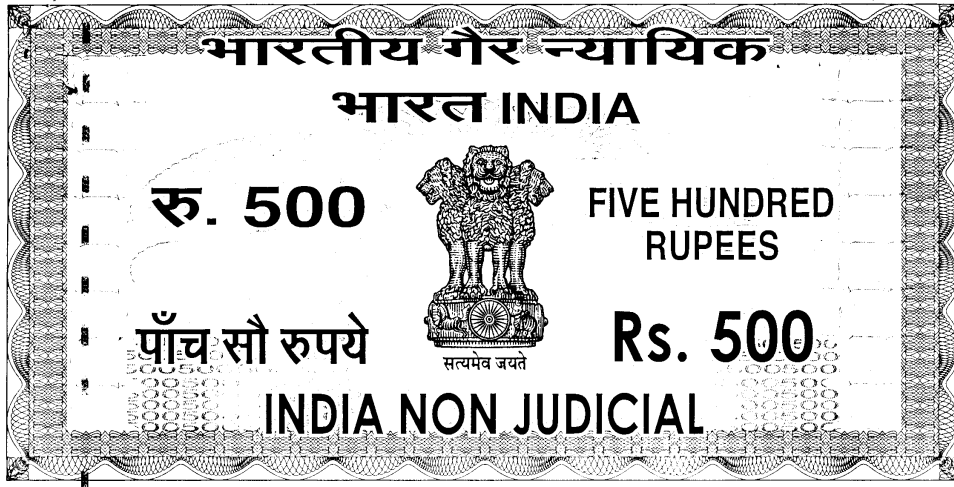 भारतीय गैर न्यायिक
भारत INDIA
रु. 500
FIVE HUNDRED
RUPEES
पाँच सौ रुपये
सत्यमेव जयते
Rs. 500
INDIA NON JUDICIAL